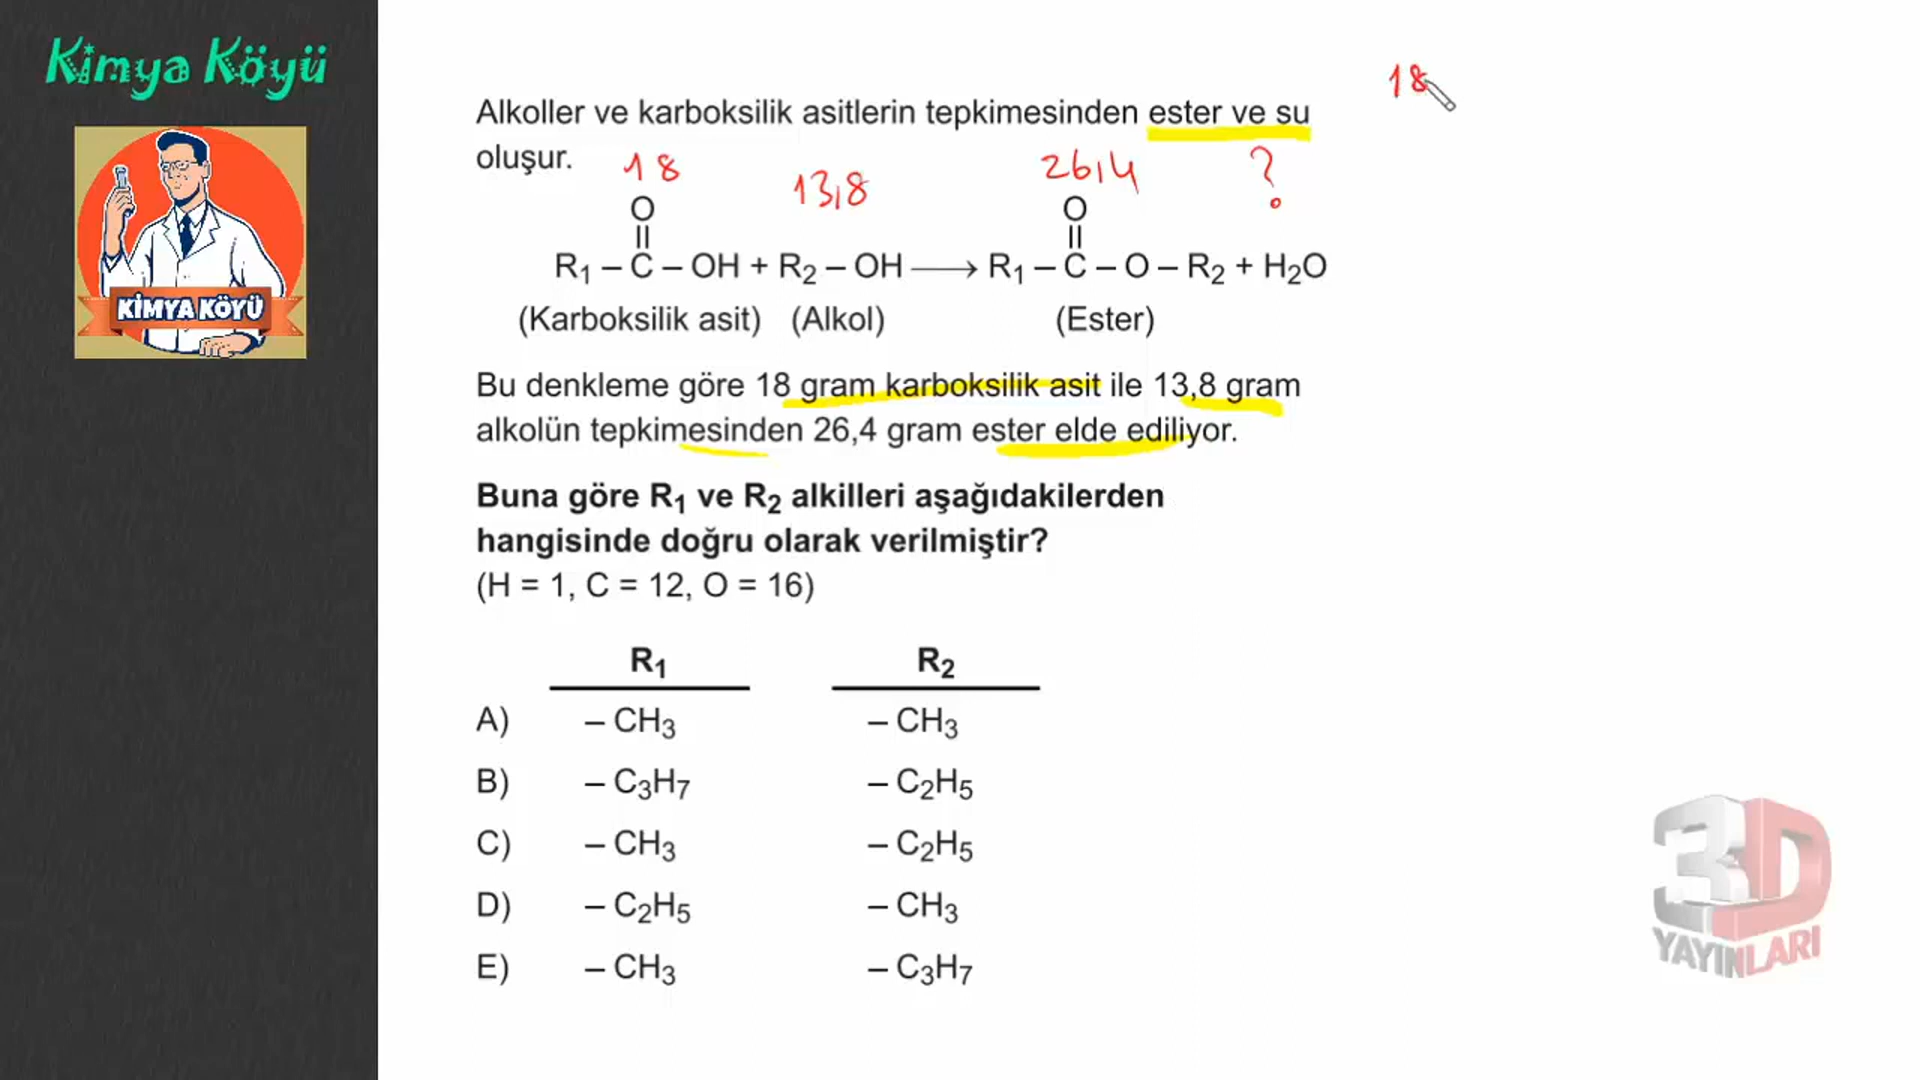 Kimya Köyü
KİMYA KÖYÜ
18
Alkoller ve karboksilik asitlerin tepkimesinden ester ve su
oluşur.
18 13,8 26,4 ?
O O
|| ||
R₁ – C – OH + R₂ – OH ⟶ R₁ – C – O – R₂ + H₂O
(Karboksilik asit) (Alkol) (Ester)
Bu denkleme göre 18 gram karboksilik asit ile 13,8 gram
alkolün tepkimesinden 26,4 gram ester elde ediliyor.
Buna göre R₁ ve R₂ alkilleri aşağıdakilerden
hangisinde doğru olarak verilmiştir?
(H = 1, C = 12, O = 16)
R₁ R₂
A) – CH₃ – CH₃
B) – C₃H₇ – C₂H₅
C) – CH₃ – C₂H₅
D) – C₂H₅ – CH₃
E) – CH₃ – C₃H₇
3D
YAYINLARI